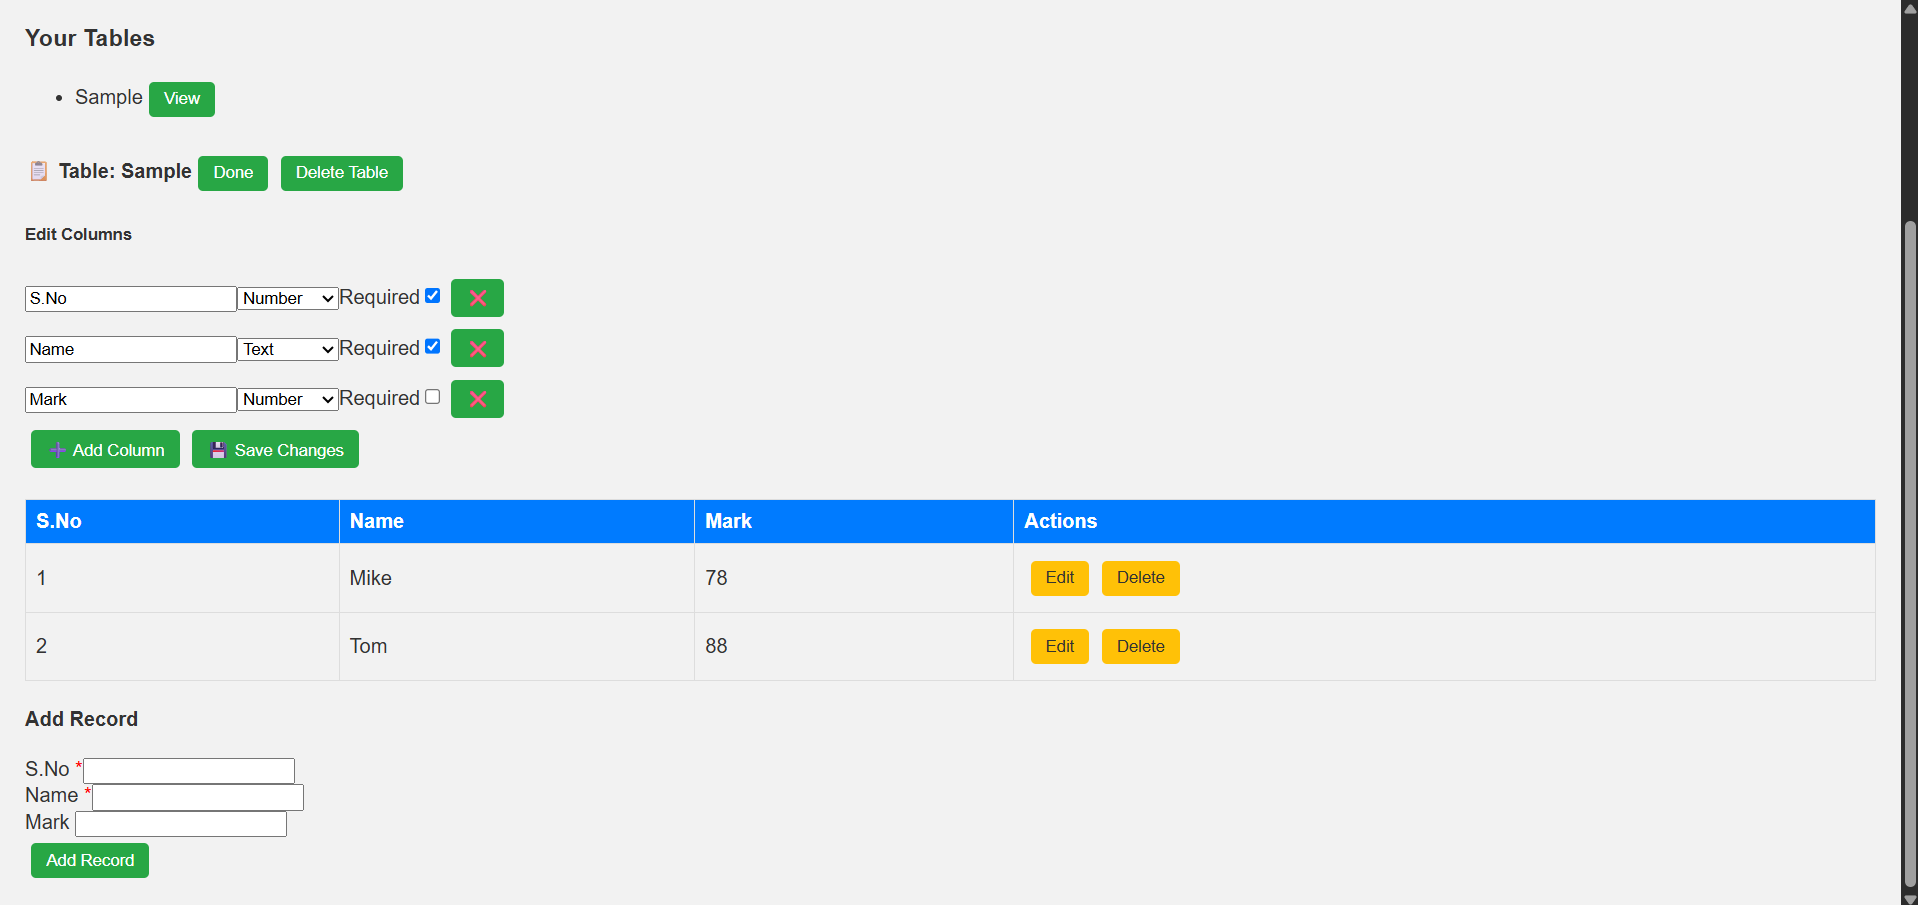 Your Tables
• Sample View
📋 Table: Sample Done Delete Table
Edit Columns
S.No Number Required
Name Text Required
Mark Number Required
➕ Add Column 💾 Save Changes
S.No Name Mark Actions
1 Mike 78 Edit Delete
2 Tom 88 Edit Delete
Add Record
S.No *
Name *
Mark
Add Record